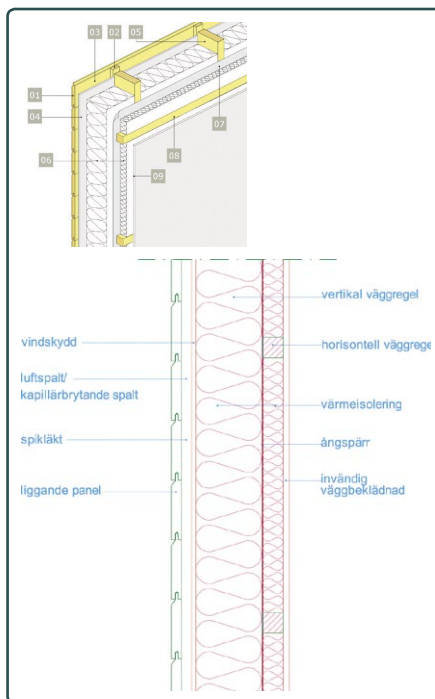 05
02
03
01
04
07
06
08
09
vertikal väggregel
vindskydd
horisontell väggrege
luftspalt/
kapillärbrytande spalt
värmeisolering
spikläkt
ångspärr
liggande panel
invändig
väggbeklädnad